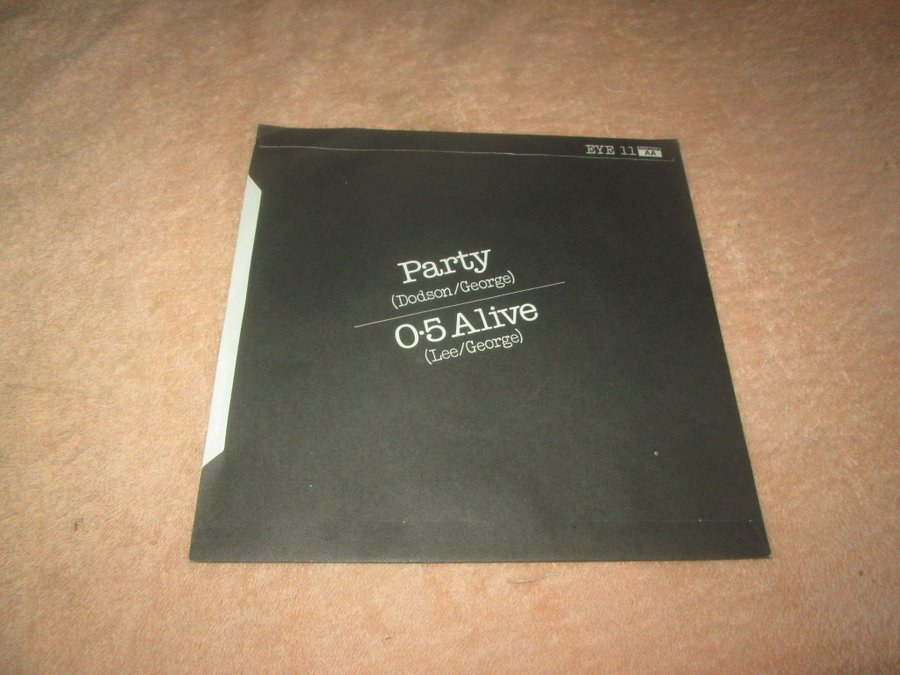 EYE 11 AA
Party
(Dodson/George)
0·5 Alive
(Lee/George)